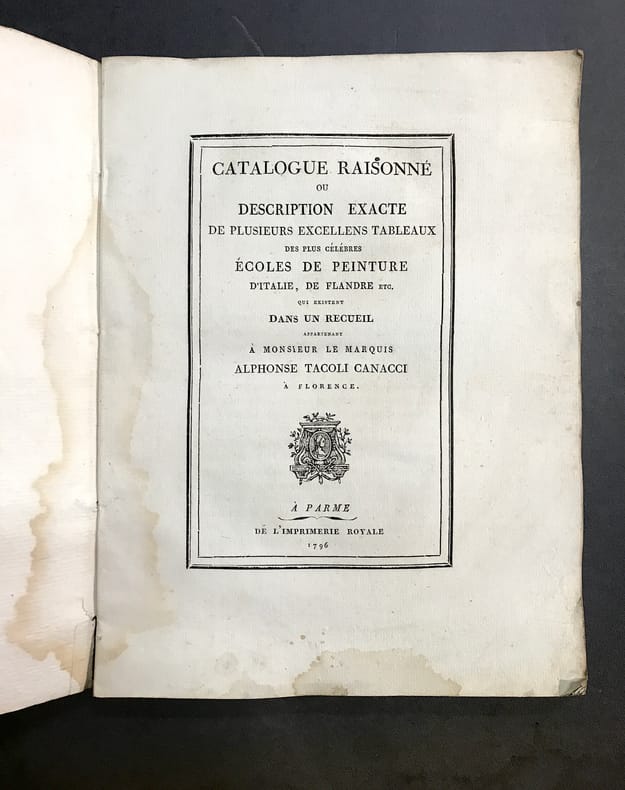 CATALOGUE RAISONNÉ
OU
DESCRIPTION EXACTE
DE PLUSIEURS EXCELLENS TABLEAUX
DES PLUS CÉLÉBRES
ÉCOLES DE PEINTURE
D'ITALIE, DE FLANDRE ETC.
QUI EXISTENT
DANS UN RECUEIL
APPARTENANT
À MONSIEUR LE MARQUIS
ALPHONSE TACOLI CANACCI
À FLORENCE.
À PARME
DE L'IMPRIMERIE ROYALE
1796